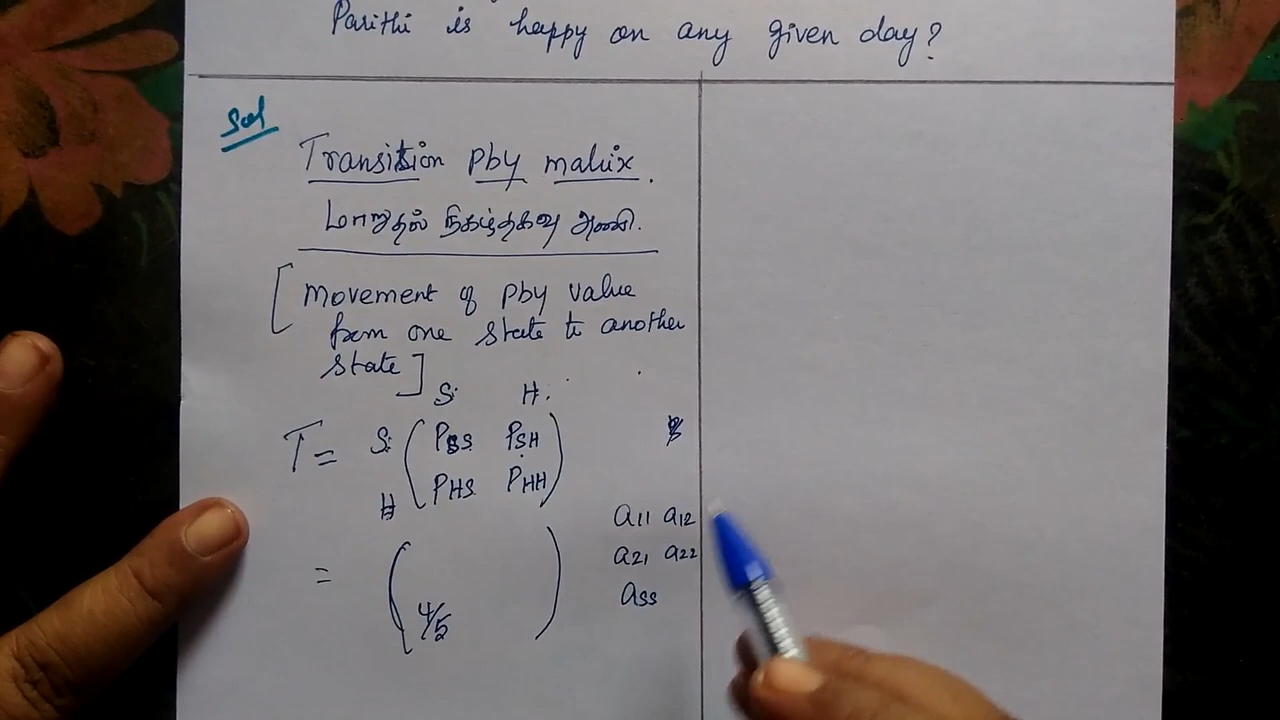 Parithi is happy on any given day?
Sol
Transition pby matrix.
மாறுதல் நிகழ்தகவு அணி.
[Movement of pby value
from one state to another
state]
S H
T = S ( PSS PSH
H PHS PHH )
a11 a12
= ( ) a21 a22
4/5 ass